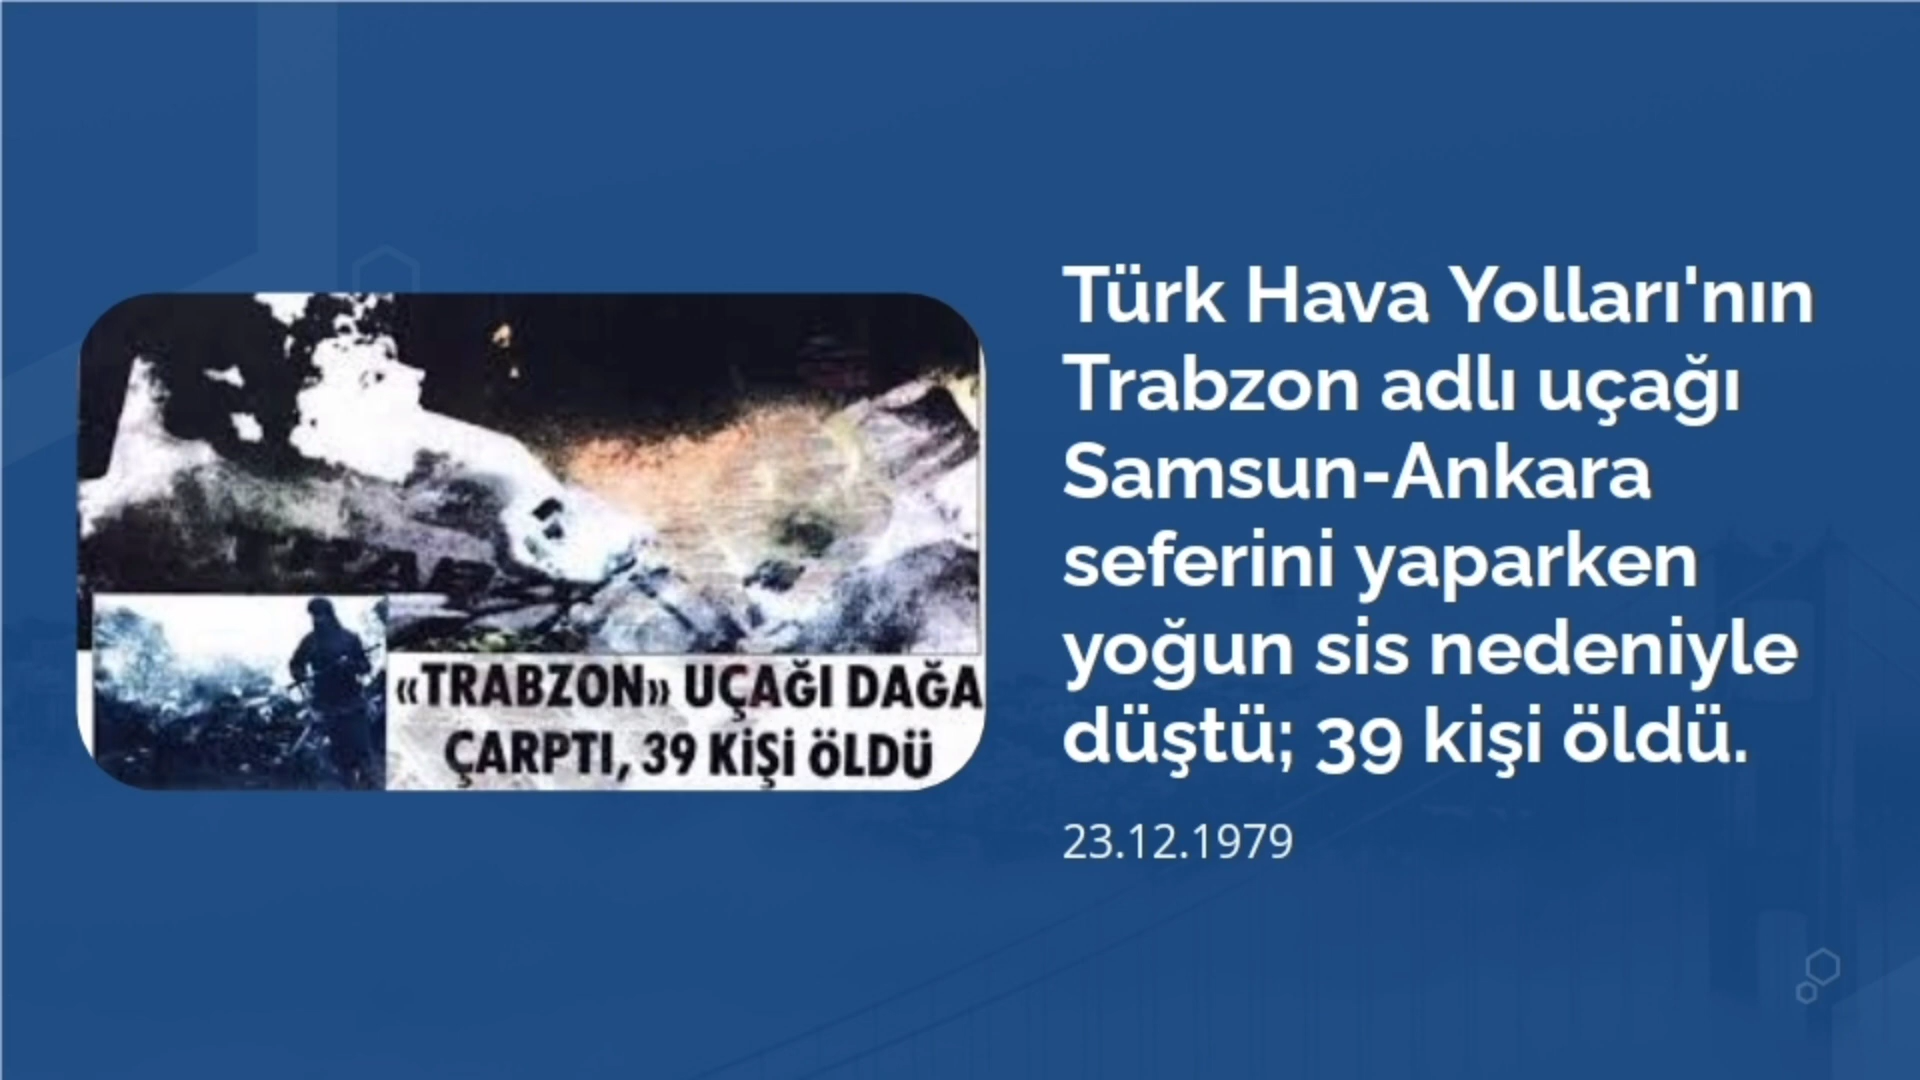 «TRABZON» UÇAĞI DAĞA
ÇARPTI, 39 KİŞİ ÖLDÜ
Türk Hava Yolları'nın
Trabzon adlı uçağı
Samsun-Ankara
seferini yaparken
yoğun sis nedeniyle
düştü; 39 kişi öldü.
23.12.1979